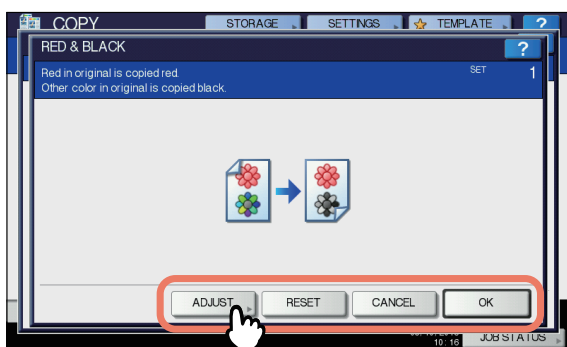 COPY
STORAGE SETTINGS TEMPLATE ?
RED & BLACK ?
Red in original is copied red.
Other color in original is copied black.
SET 1
ADJUST RESET CANCEL OK
10:16
JOB STATUS